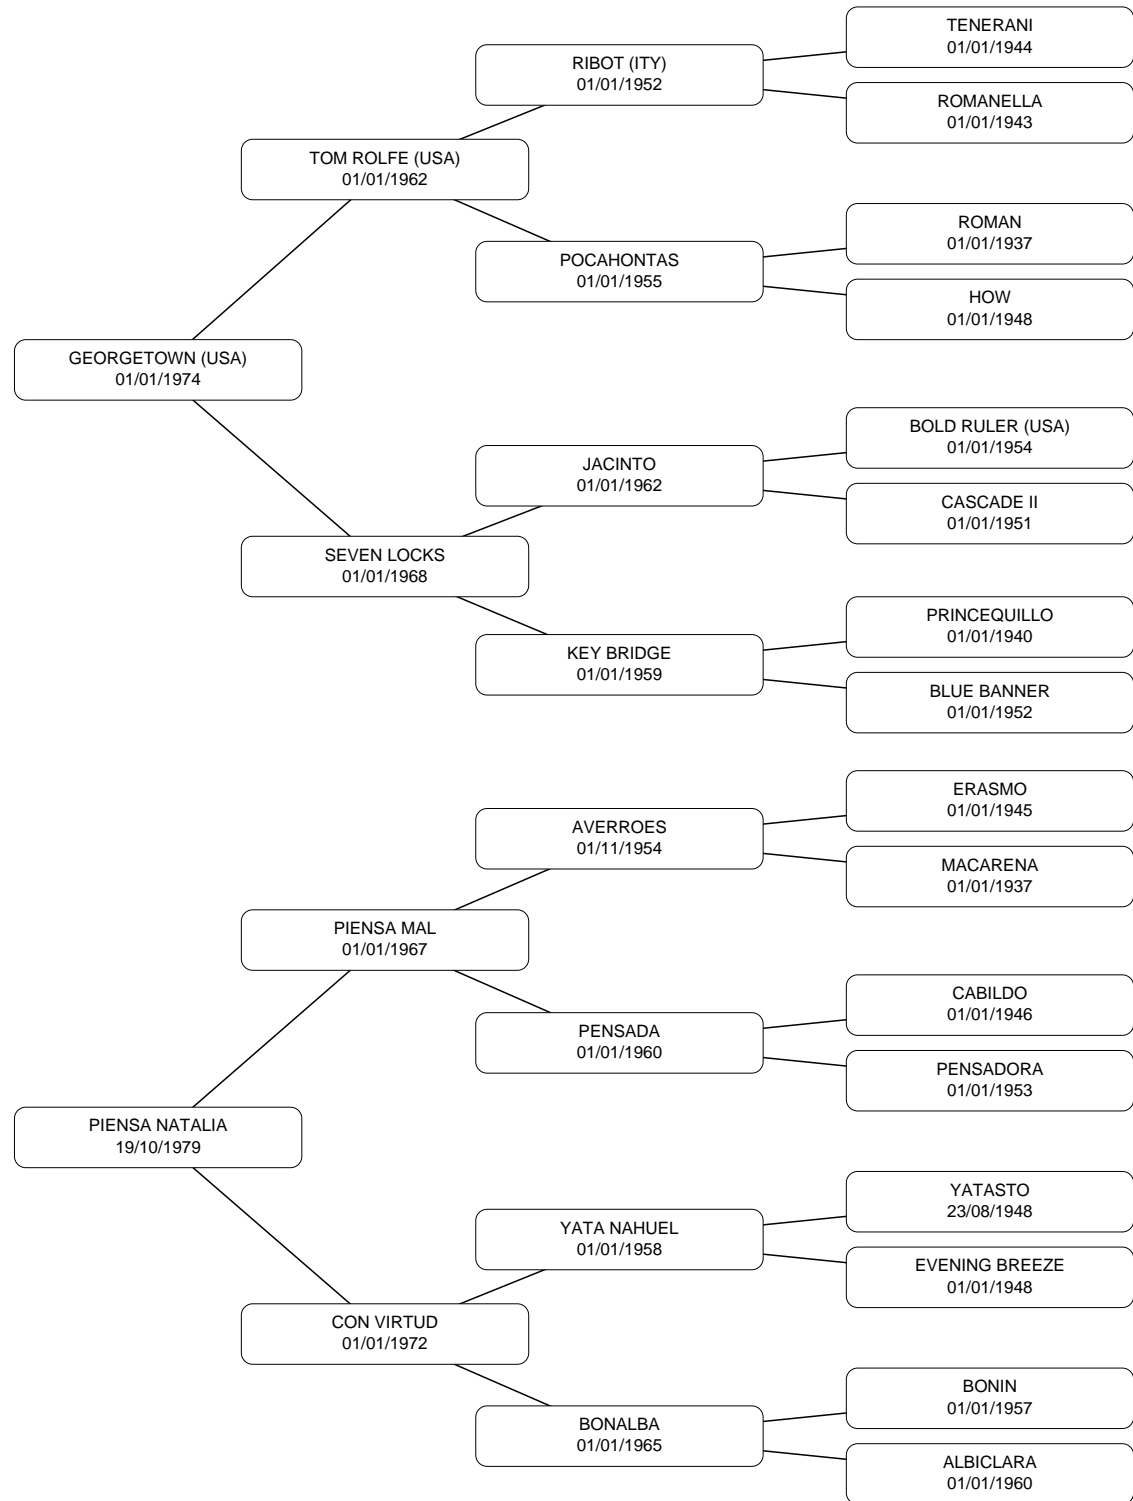 TENERANI
01/01/1944
RIBOT (ITY)
01/01/1952
ROMANELLA
01/01/1943
TOM ROLFE (USA)
01/01/1962
ROMAN
01/01/1937
POCAHONTAS
01/01/1955
HOW
01/01/1948
GEORGETOWN (USA)
01/01/1974
BOLD RULER (USA)
01/01/1954
JACINTO
01/01/1962
CASCADE II
01/01/1951
SEVEN LOCKS
01/01/1968
PRINCEQUILLO
01/01/1940
KEY BRIDGE
01/01/1959
BLUE BANNER
01/01/1952
ERASMO
01/01/1945
AVERROES
01/11/1954
MACARENA
01/01/1937
PIENSA MAL
01/01/1967
CABILDO
01/01/1946
PENSADA
01/01/1960
PENSADORA
01/01/1953
PIENSA NATALIA
19/10/1979
YATASTO
23/08/1948
YATA NAHUEL
01/01/1958
EVENING BREEZE
01/01/1948
CON VIRTUD
01/01/1972
BONIN
01/01/1957
BONALBA
01/01/1965
ALBICLARA
01/01/1960